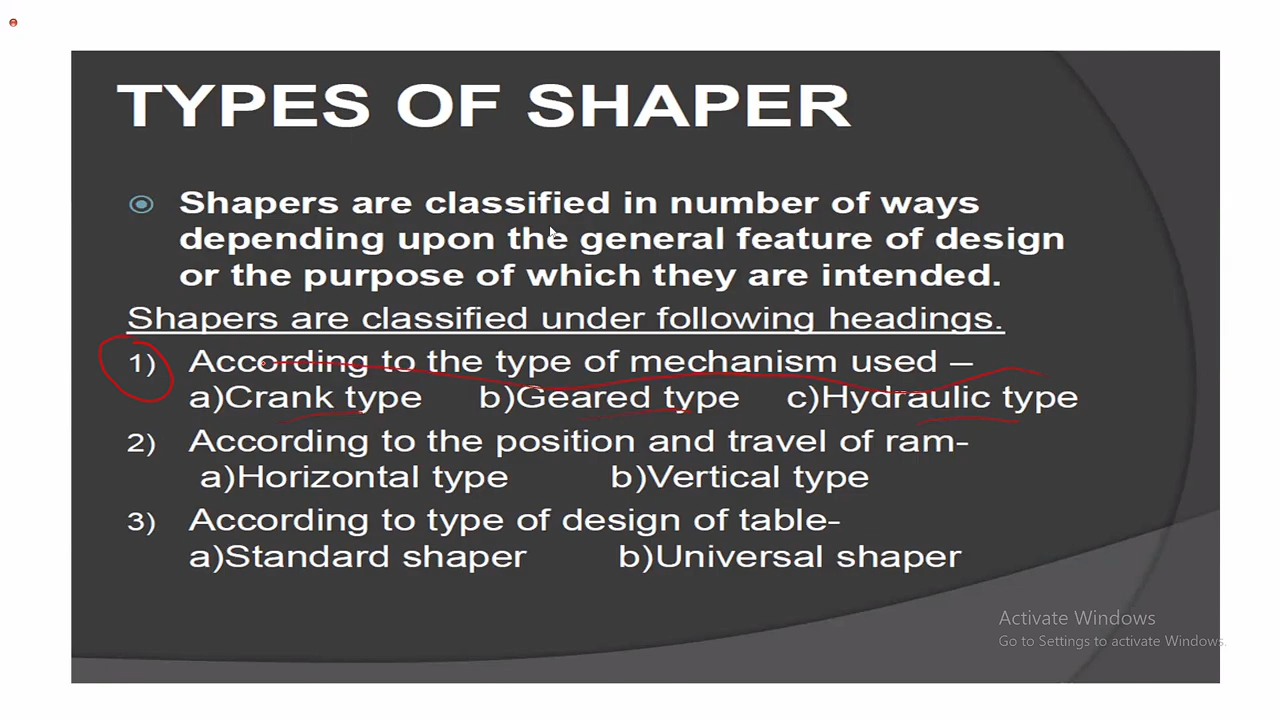 TYPES OF SHAPER
Shapers are classified in number of ways
depending upon the general feature of design
or the purpose of which they are intended.
Shapers are classified under following headings.
1) According to the type of mechanism used –
a)Crank type b)Geared type c)Hydraulic type
2) According to the position and travel of ram-
a)Horizontal type b)Vertical type
3) According to type of design of table-
a)Standard shaper b)Universal shaper
Activate Windows
Go to Settings to activate Windows.